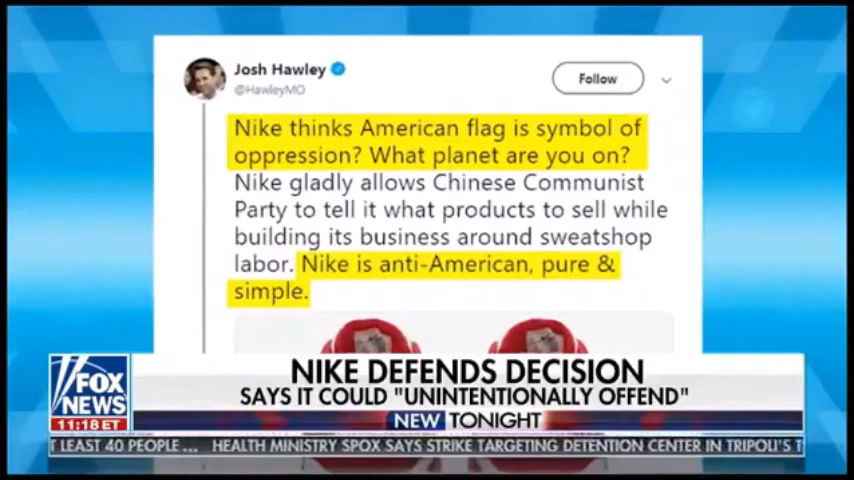 Josh Hawley
@HawleyMO
Follow
Nike thinks American flag is symbol of
oppression? What planet are you on?
Nike gladly allows Chinese Communist
Party to tell it what products to sell while
building its business around sweatshop
labor. Nike is anti-American, pure &
simple.
NIKE DEFENDS DECISION
SAYS IT COULD "UNINTENTIONALLY OFFEND"
NEW TONIGHT
FOX
NEWS
11:18 ET
T LEAST 40 PEOPLE ... HEALTH MINISTRY SPOX SAYS STRIKE TARGETING DETENTION CENTER IN TRIPOLI'S